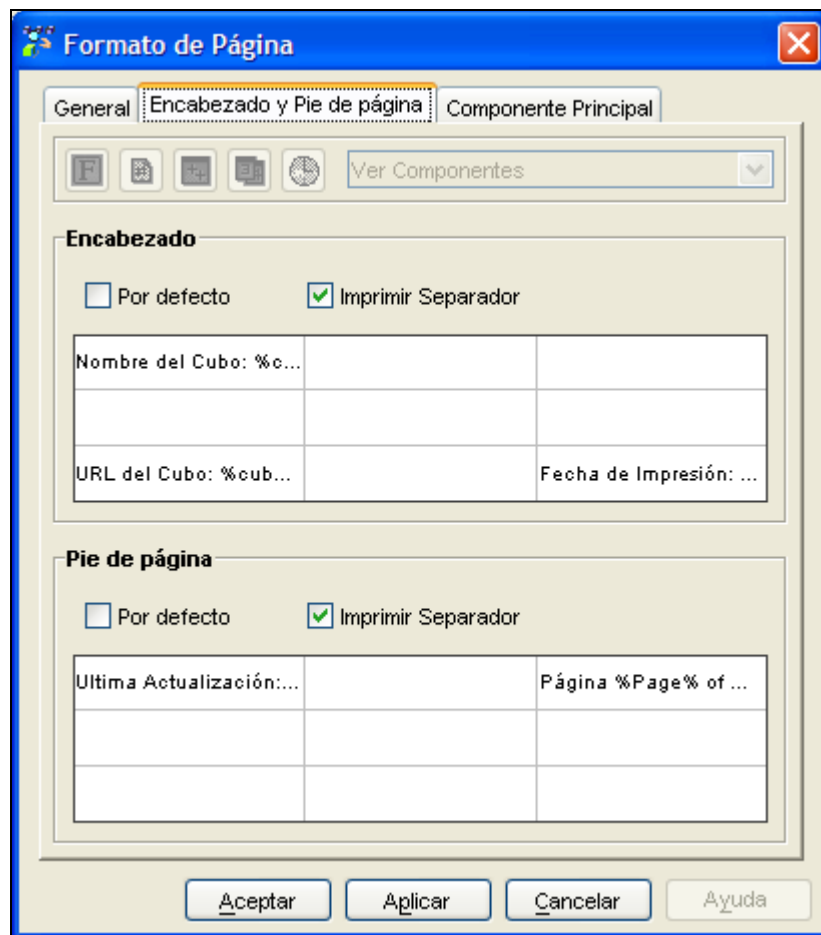 Formato de Página
General Encabezado y Pie de página Componente Principal
Ver Componentes
Encabezado
Por defecto Imprimir Separador
Nombre del Cubo: %c...
URL del Cubo: %cub... Fecha de Impresión: ...
Pie de página
Por defecto Imprimir Separador
Ultima Actualización:... Página %Page% of ...
Aceptar Aplicar Cancelar Ayuda